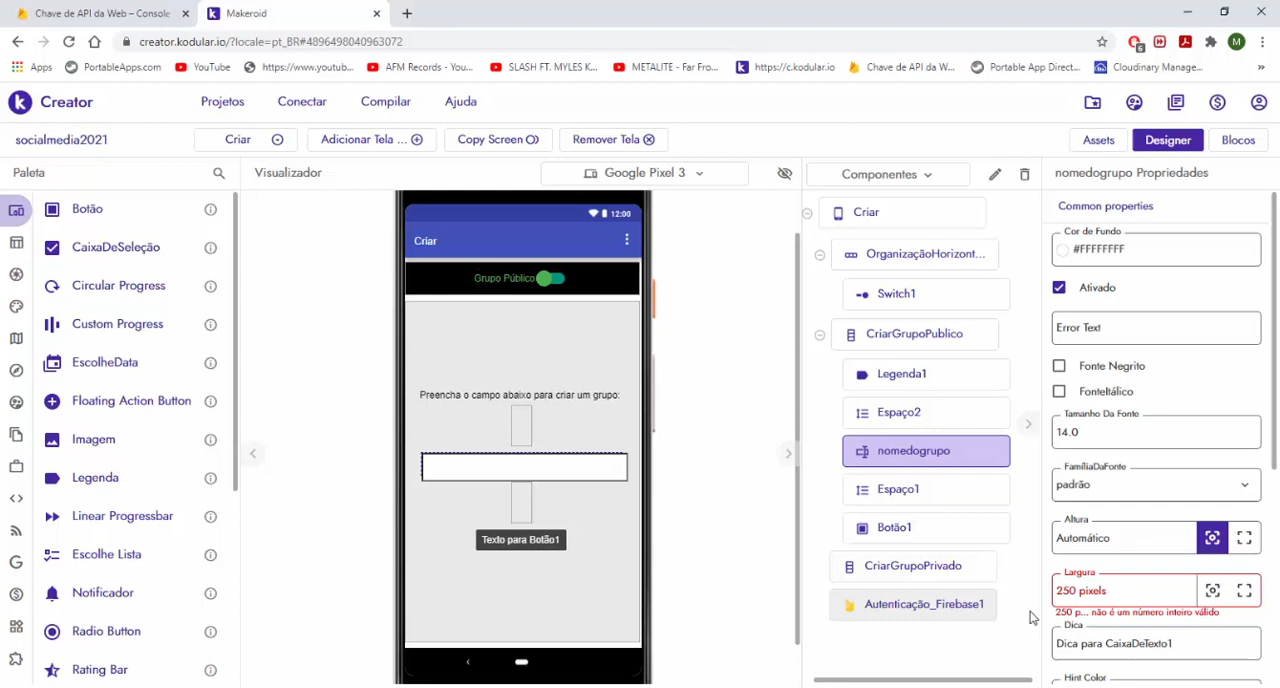 Chave de API da Web – Console
Makeroid
creator.kodular.io/?locale=pt_BR#4896498040963072
6
M
Apps
PortableApps.com
YouTube
https://www.youtub...
AFM Records - You...
SLASH FT. MYLES K...
METALITE - Far Fro...
https://c.kodular.io
Chave de API da W...
Portable App Direct...
Cloudinary Manage...
»
Creator
Projetos
Conectar
Compilar
Ajuda
socialmedia2021
Criar
Adicionar Tela ...
Copy Screen
Remover Tela
Assets
Designer
Blocos
Paleta
Visualizador
Google Pixel 3
Componentes
nomedogrupo Propriedades
Botão
CaixaDeSeleção
Circular Progress
Custom Progress
EscolheData
Floating Action Button
Imagem
Legenda
Linear Progressbar
Escolhe Lista
Notificador
Radio Button
Rating Bar
12:00
Criar
Grupo Público
Preencha o campo abaixo para criar um grupo:
Texto para Botão1
Criar
OrganizaçãoHorizont...
Switch1
CriarGrupoPublico
Legenda1
Espaço2
nomedogrupo
Espaço1
Botão1
CriarGrupoPrivado
Autenticação_Firebase1
Common properties
Cor de Fundo
#FFFFFFFF
Ativado
Error Text
Fonte Negrito
FonteItálico
Tamanho Da Fonte
14.0
FamíliaDaFonte
padrão
Altura
Automático
Largura
250 pixels
250 p... não é um número inteiro válido
Dica
Dica para CaixaDeTexto1
Hint Color